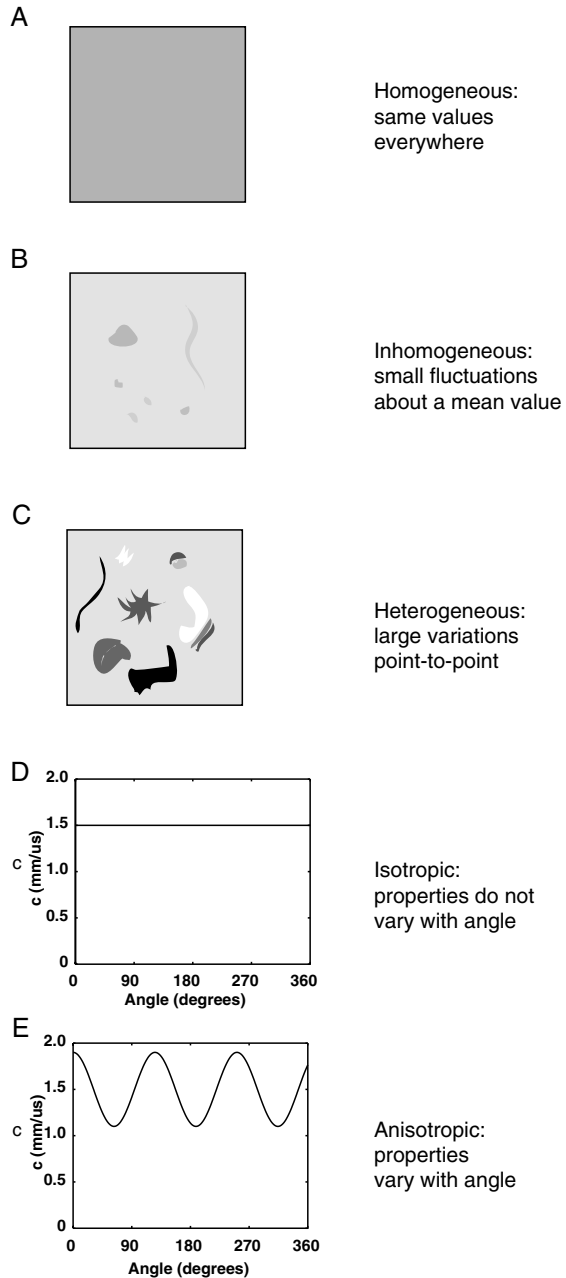 A
Homogeneous:
same values
everywhere
B
Inhomogeneous:
small fluctuations
about a mean value
C
Heterogeneous:
large variations
point-to-point
D
2.0
1.5
1.0
0.5
0
c
c (mm/us)
0 90 180 270 360
Angle (degrees)
Isotropic:
properties do not
vary with angle
E
2.0
1.5
1.0
0.5
0
c
c (mm/us)
0 90 180 270 360
Angle (degrees)
Anisotropic:
properties
vary with angle